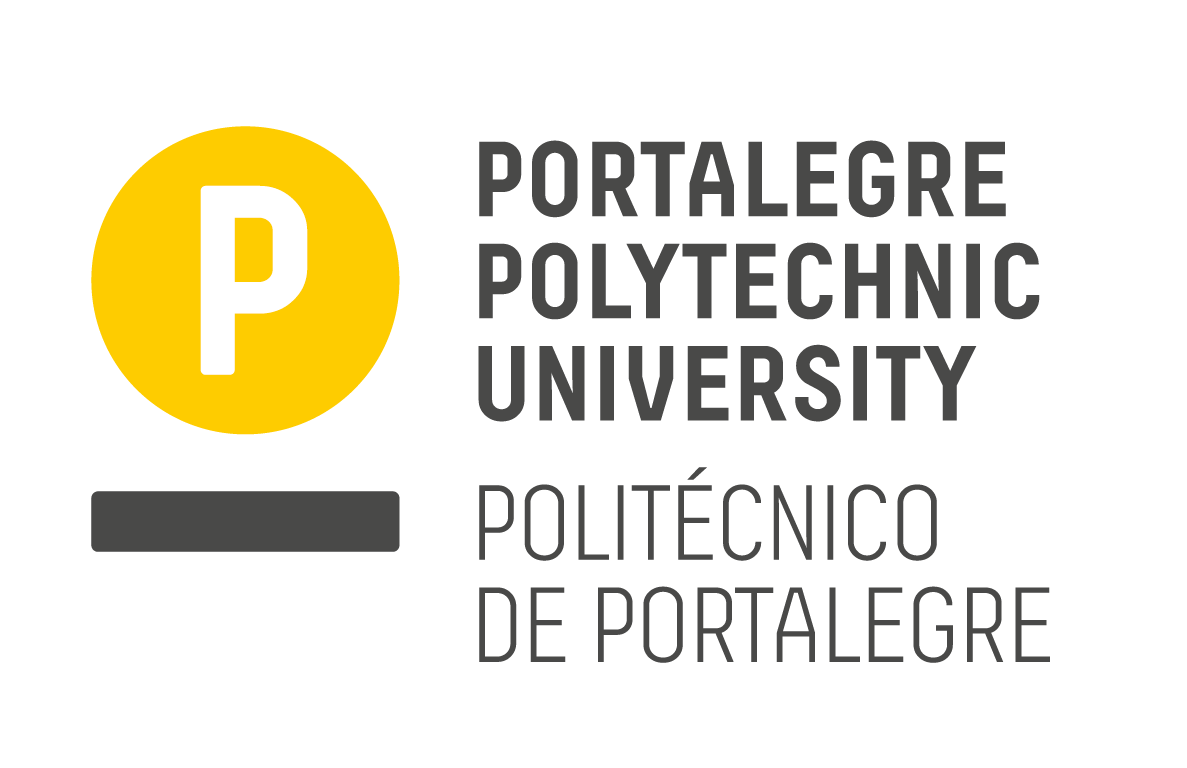 P
PORTALEGRE
POLYTECHNIC
UNIVERSITY
POLITÉCNICO
DE PORTALEGRE